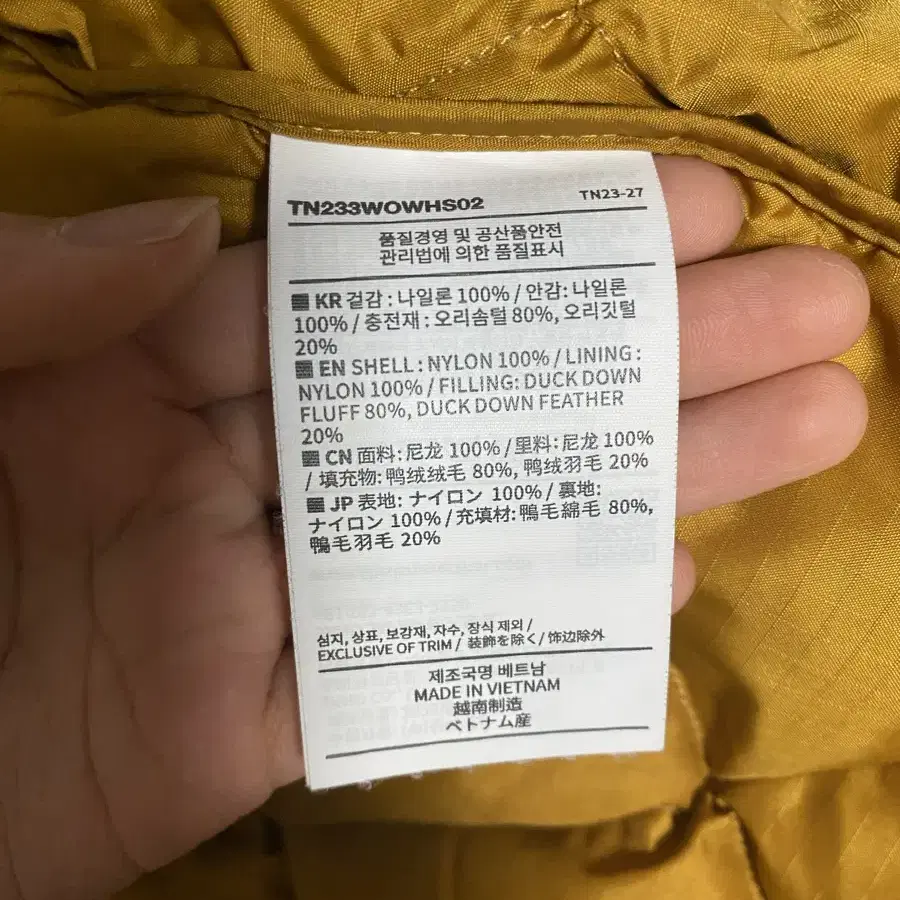 TN233WOWHS02
TN23-27
품질경영 및 공산품안전
관리법에 의한 품질표시
KR 겉감 : 나일론 100% / 안감: 나일론
100% / 충전재 : 오리솜털 80%, 오리깃털
20%
EN SHELL : NYLON 100% / LINING :
NYLON 100% / FILLING: DUCK DOWN
FLUFF 80%, DUCK DOWN FEATHER
20%
CN 面料: 尼龙 100% / 里料: 尼龙 100%
/ 填充物: 鸭绒绒毛 80%, 鸭绒羽毛 20%
JP 表地: ナイロン 100% / 裏地:
ナイロン 100% / 充填材: 鴨毛綿毛 80%,
鴨毛羽毛 20%
심지, 상표, 보강재, 자수, 장식 제외 /
EXCLUSIVE OF TRIM / 装飾を除く / 饰边除外
제조국명 베트남
MADE IN VIETNAM
越南制造
ベトナム産